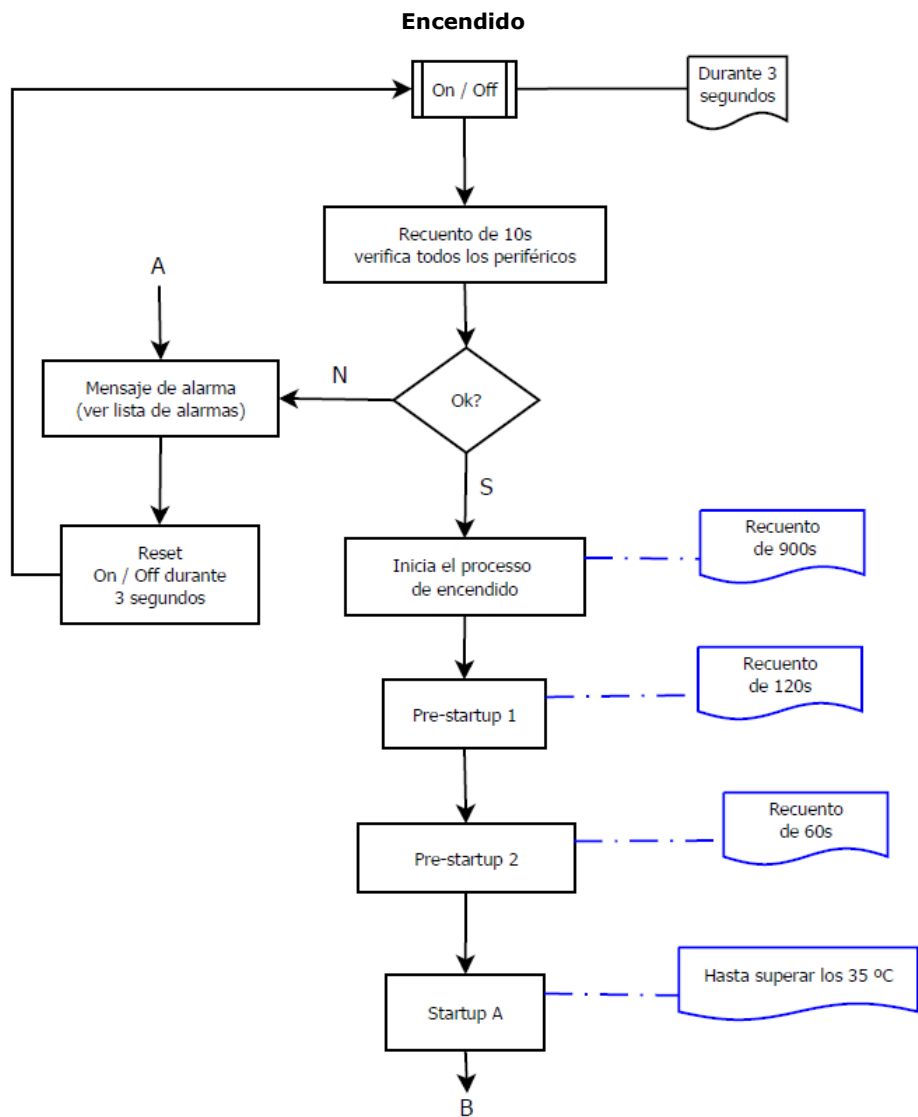 Encendido
On / Off
Durante 3
segundos
Recuento de 10s
verifica todos los periféricos
A
Mensaje de alarma
(ver lista de alarmas)
N
Ok?
S
Reset
On / Off durante
3 segundos
Inicia el processo
de encendido
Recuento
de 900s
Pre-startup 1
Recuento
de 120s
Pre-startup 2
Recuento
de 60s
Startup A
Hasta superar los 35 ºC
B